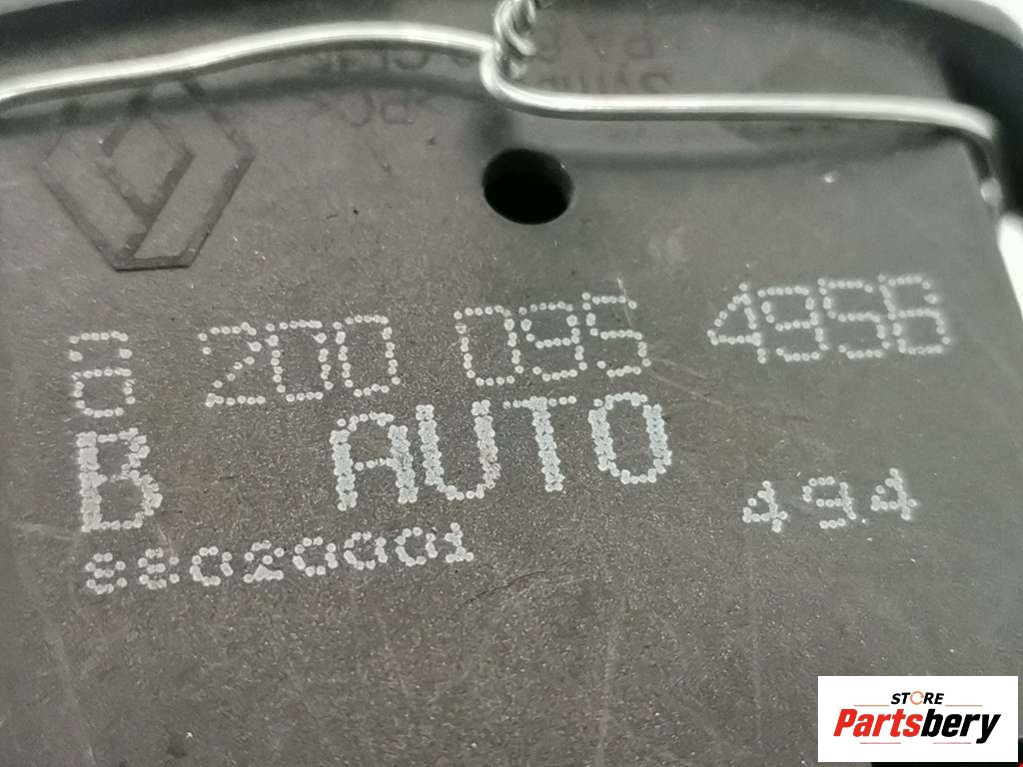 8 200 095 495B
B AUTO
88020001 494
STORE
Partsbery